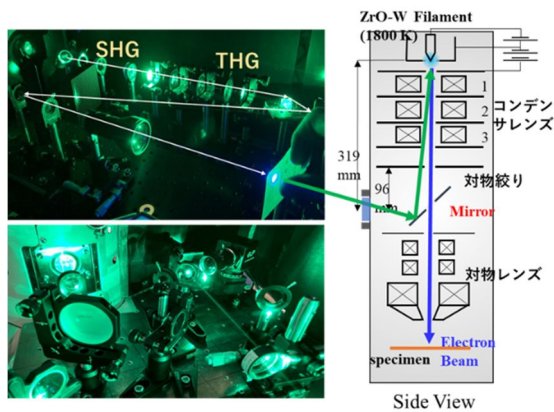 SHG
THG
ZrO-W Filament
(1800 K)
1
コンデン
サレンズ
2
3
319
mm
96
mm
対物絞り
Mirror
対物レンズ
Electron
Beam
specimen
Side View